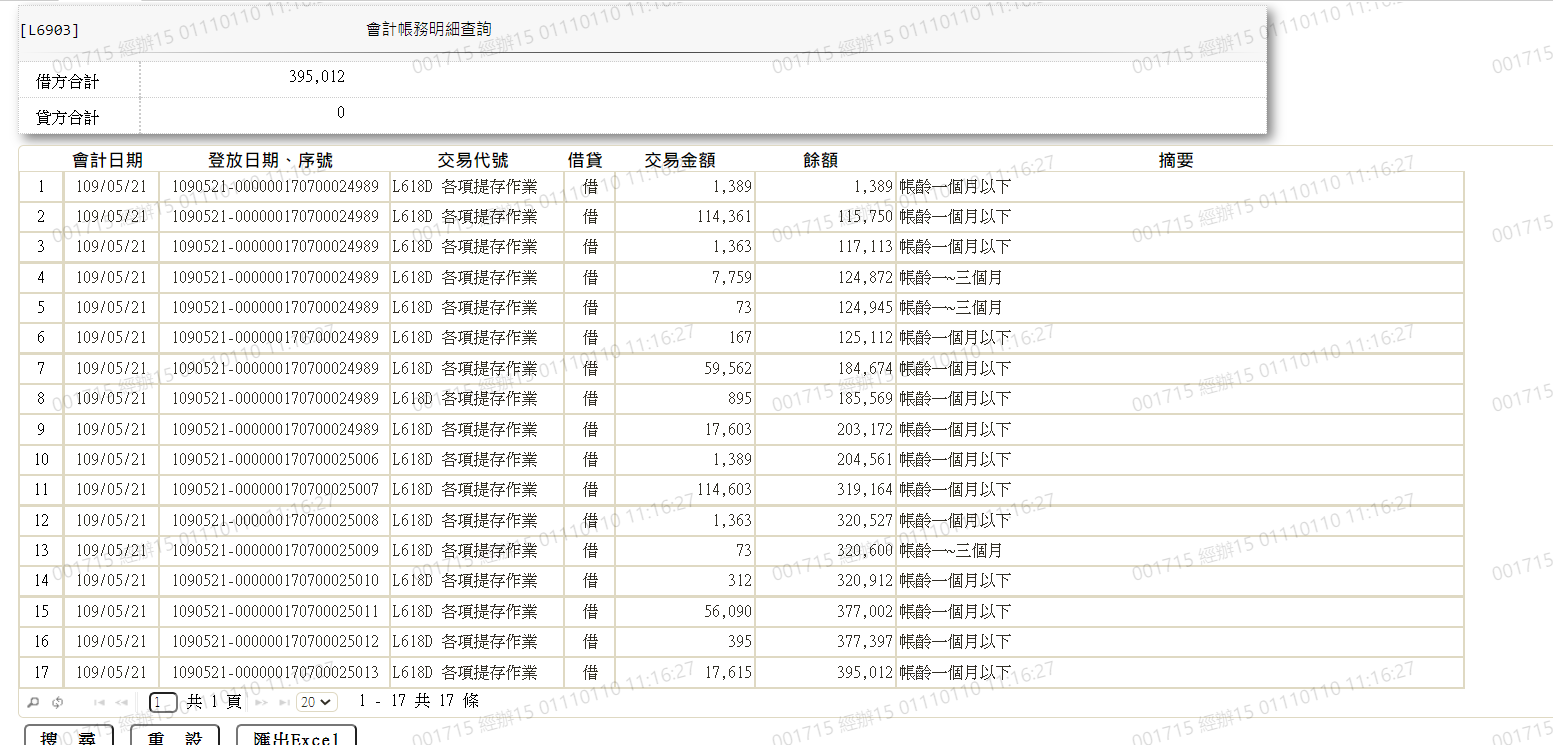 [L6903] 會計帳務明細查詢
借方合計 395,012
貸方合計 0
會計日期 登放日期、序號 交易代號 借貸 交易金額 餘額 摘要
1 109/05/21 1090521-000000170700024989 L618D 各項提存作業 借 1,389 1,389 帳齡一個月以下
2 109/05/21 1090521-000000170700024989 L618D 各項提存作業 借 114,361 115,750 帳齡一個月以下
3 109/05/21 1090521-000000170700024989 L618D 各項提存作業 借 1,363 117,113 帳齡一個月以下
4 109/05/21 1090521-000000170700024989 L618D 各項提存作業 借 7,759 124,872 帳齡一~三個月
5 109/05/21 1090521-000000170700024989 L618D 各項提存作業 借 73 124,945 帳齡一~三個月
6 109/05/21 1090521-000000170700024989 L618D 各項提存作業 借 167 125,112 帳齡一個月以下
7 109/05/21 1090521-000000170700024989 L618D 各項提存作業 借 59,562 184,674 帳齡一個月以下
8 109/05/21 1090521-000000170700024989 L618D 各項提存作業 借 895 185,569 帳齡一個月以下
9 109/05/21 1090521-000000170700024989 L618D 各項提存作業 借 17,603 203,172 帳齡一個月以下
10 109/05/21 1090521-000000170700025006 L618D 各項提存作業 借 1,389 204,561 帳齡一個月以下
11 109/05/21 1090521-000000170700025007 L618D 各項提存作業 借 114,603 319,164 帳齡一個月以下
12 109/05/21 1090521-000000170700025008 L618D 各項提存作業 借 1,363 320,527 帳齡一個月以下
13 109/05/21 1090521-000000170700025009 L618D 各項提存作業 借 73 320,600 帳齡一~三個月
14 109/05/21 1090521-000000170700025010 L618D 各項提存作業 借 312 320,912 帳齡一個月以下
15 109/05/21 1090521-000000170700025011 L618D 各項提存作業 借 56,090 377,002 帳齡一個月以下
16 109/05/21 1090521-000000170700025012 L618D 各項提存作業 借 395 377,397 帳齡一個月以下
17 109/05/21 1090521-000000170700025013 L618D 各項提存作業 借 17,615 395,012 帳齡一個月以下
1 共 1 頁 20 1 - 17 共 17 條
搜 尋 重 設 匯出Excel
001715 經辦15 01110110 11:16:27